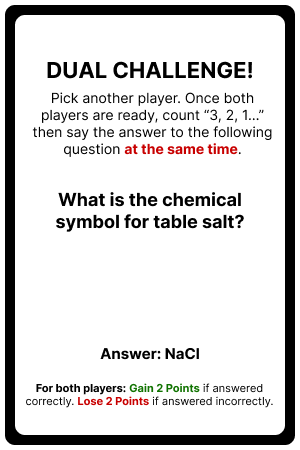 DUAL CHALLENGE!
Pick another player. Once both
players are ready, count “3, 2, 1...”
then say the answer to the following
question at the same time.
What is the chemical
symbol for table salt?
Answer: NaCl
For both players: Gain 2 Points if answered
correctly. Lose 2 Points if answered incorrectly.